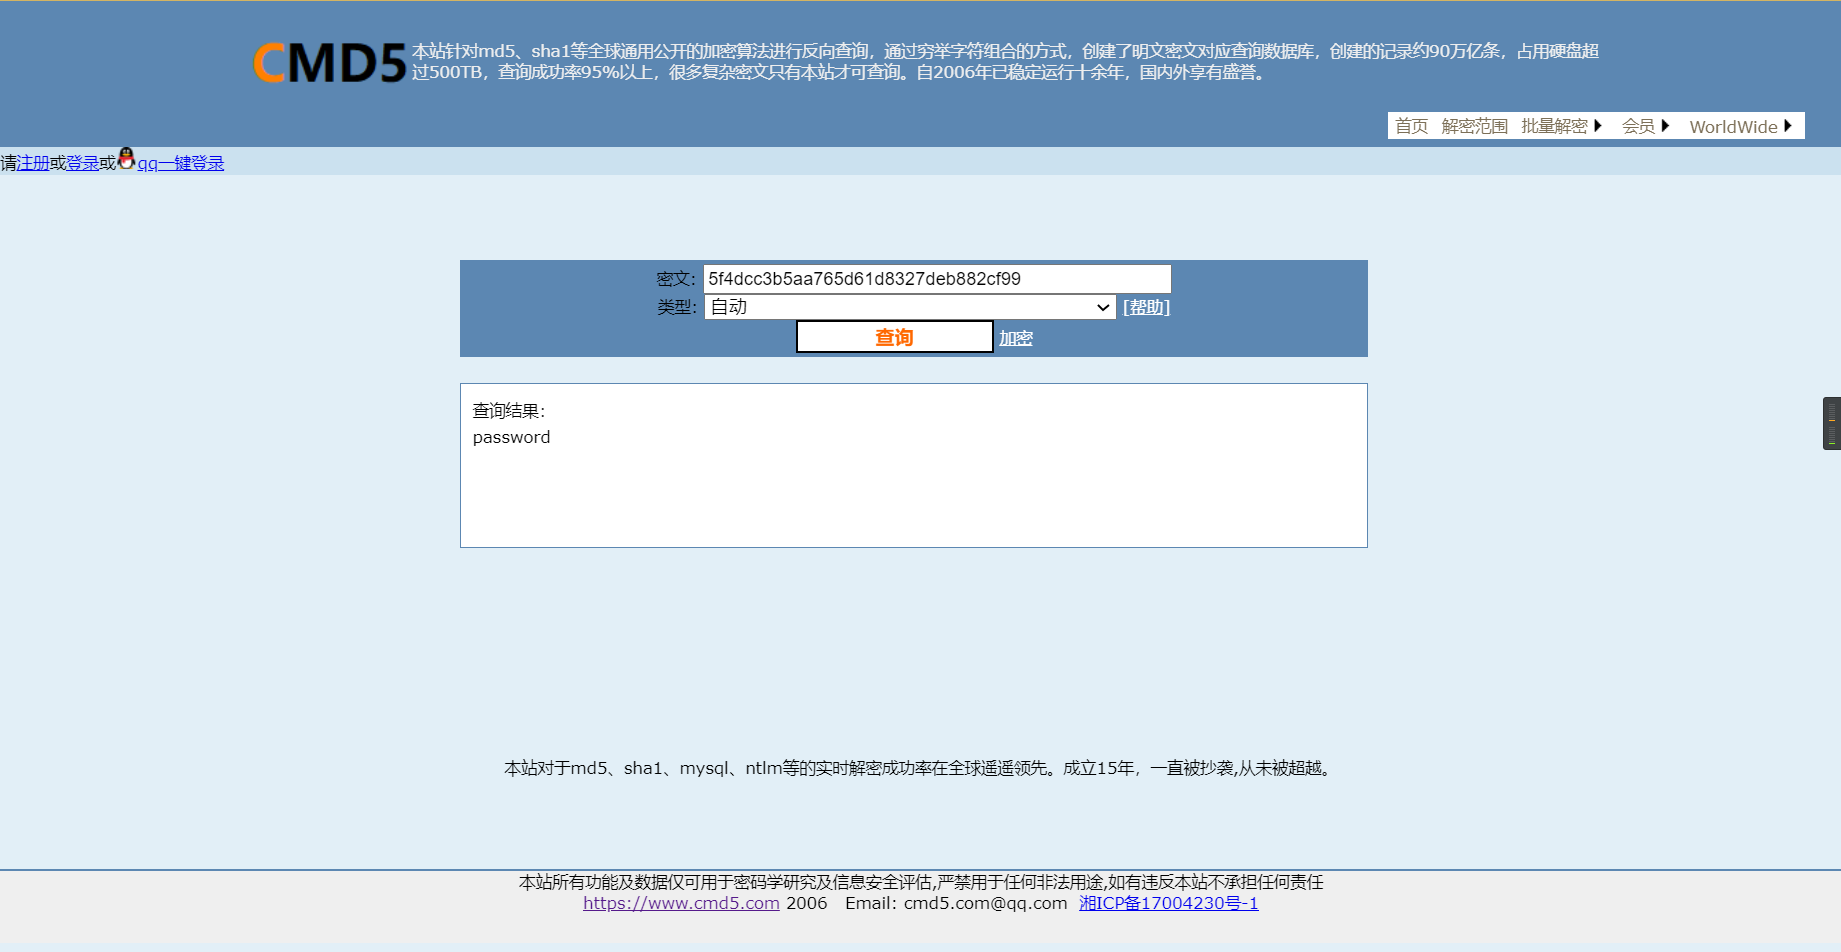 CMD5
本站针对md5、sha1等全球通用公开的加密算法进行反向查询，通过穷举字符组合的方式，创建了明文密文对应查询数据库，创建的记录约90万亿条，占用硬盘超
过500TB，查询成功率95%以上，很多复杂密文只有本站才可查询。自2006年已稳定运行十余年，国内外享有盛誉。
首页 解密范围 批量解密 会员 WorldWide
请注册或登录或qq一键登录
密文: 5f4dcc3b5aa765d61d8327deb882cf99
类型: 自动 [帮助]
查询 加密
查询结果:
password
本站对于md5、sha1、mysql、ntlm等的实时解密成功率在全球遥遥领先。成立15年，一直被抄袭,从未被超越。
本站所有功能及数据仅可用于密码学研究及信息安全评估,严禁用于任何非法用途,如有违反本站不承担任何责任
https://www.cmd5.com 2006 Email: cmd5.com@qq.com 湘ICP备17004230号-1